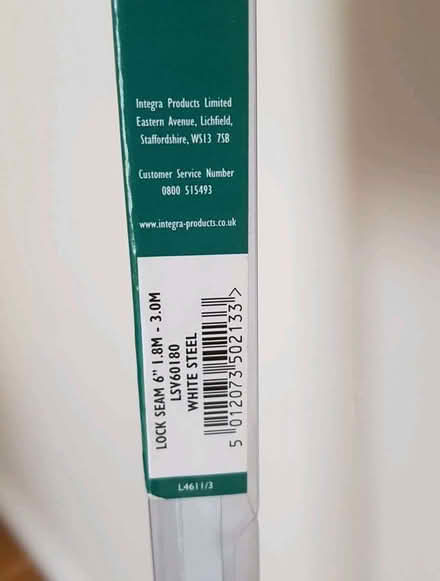 Integra Products Limited
Eastern Avenue, Lichfield,
Staffordshire, WS13 7SB
Customer Service Number
0800 515493
www.integra-products.co.uk
LOCK SEAM 6" 1.8M - 3.0M
LSV60180
WHITE STEEL
5 012073 502133 >
L4611/3